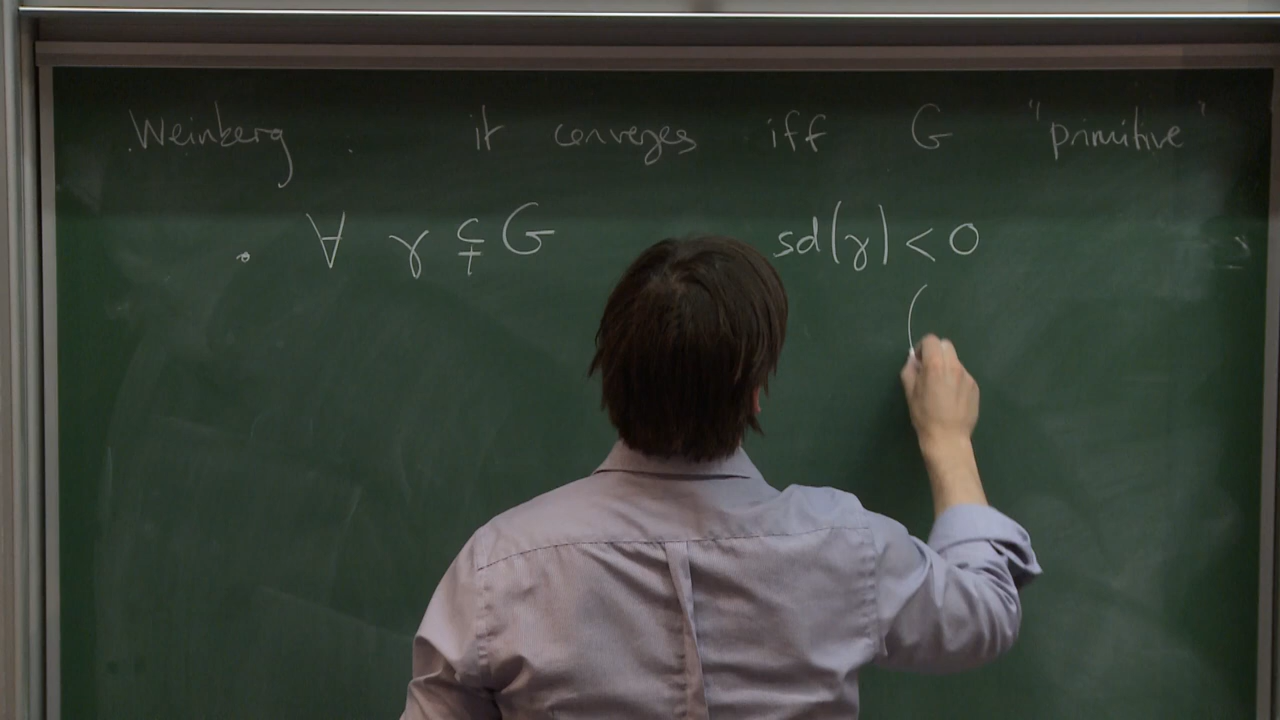 Weinberg. it converges iff G "primitive"
. ∀ γ ⊊ G sd(γ) < 0
(